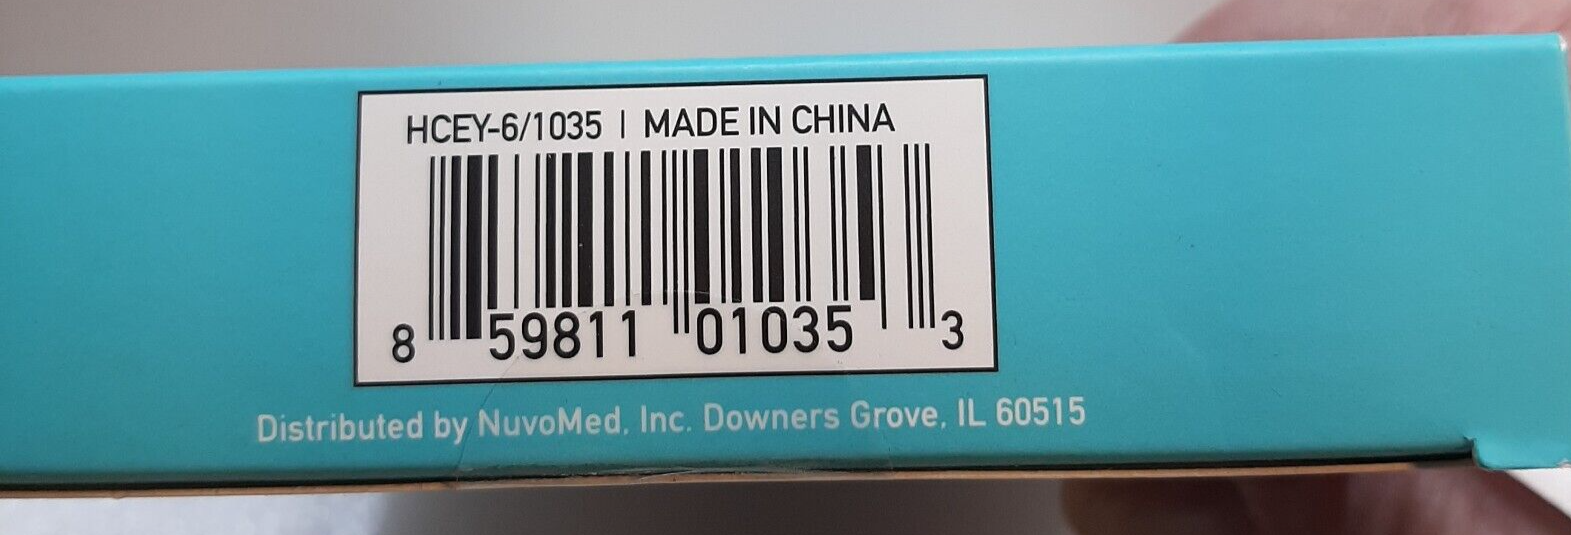 HCEY-6/1035 | MADE IN CHINA
8 59811 01035 3
Distributed by NuvoMed, Inc. Downers Grove, IL 60515